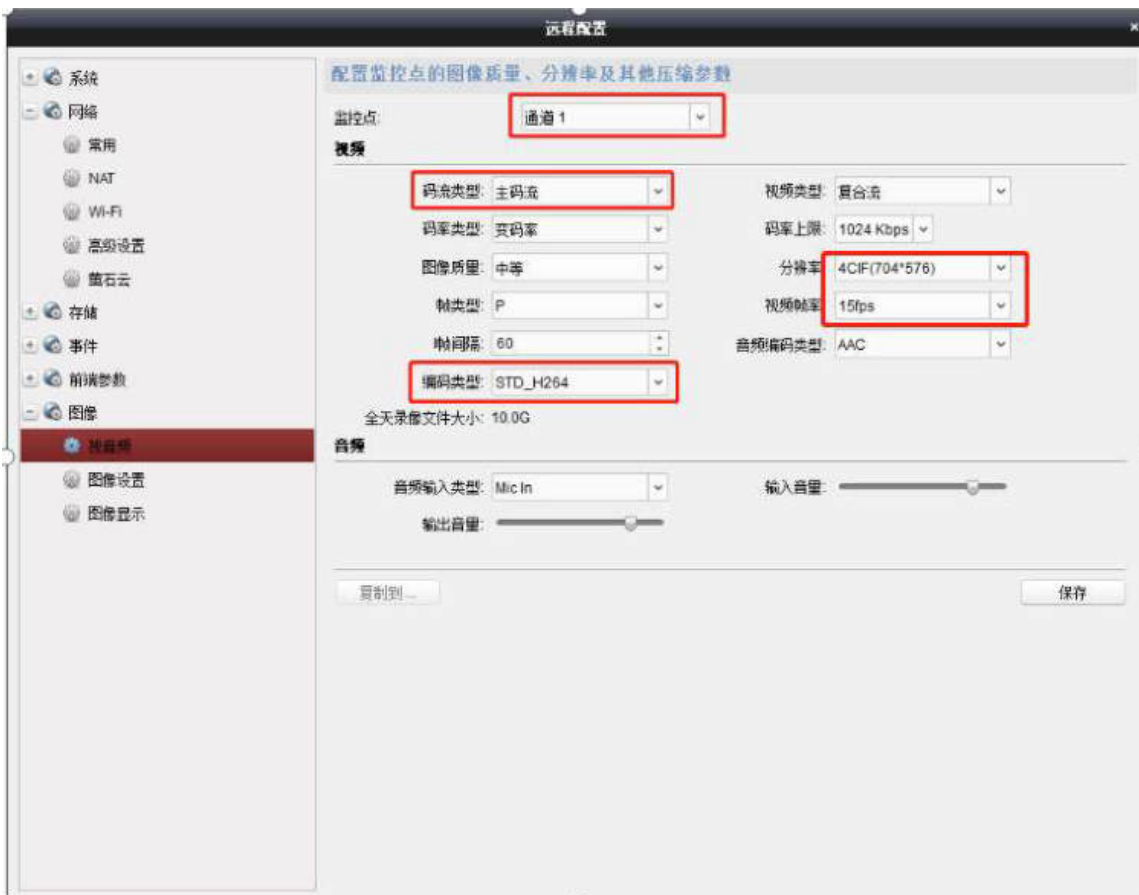 远程配置
系统
网络
常用
NAT
Wi-Fi
高级设置
萤石云
存储
事件
前端参数
图像
视音频
图像设置
图像显示
配置监控点的图像质量、分辨率及其他压缩参数
监控点: 通道 1
视频
码流类型: 主码流 视频类型: 复合流
码率类型: 变码率 码率上限: 1024 Kbps
图像质量: 中等 分辨率 4CIF(704*576)
帧类型: P 视频帧率 15fps
帧间隔: 60 音频编码类型: AAC
编码类型: STD_H264
全天录像文件大小: 10.0G
音频
音频输入类型: Mic In 输入音量:
输出音量:
复制到... 保存